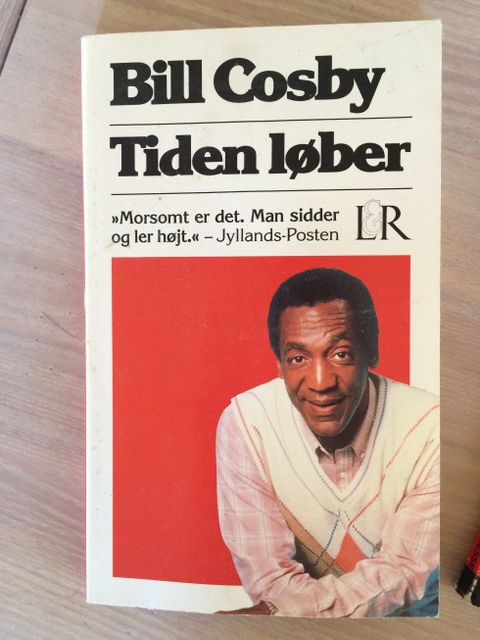 Bill Cosby
Tiden løber
»Morsomt er det. Man sidder
og ler højt.« – Jyllands-Posten
L&R